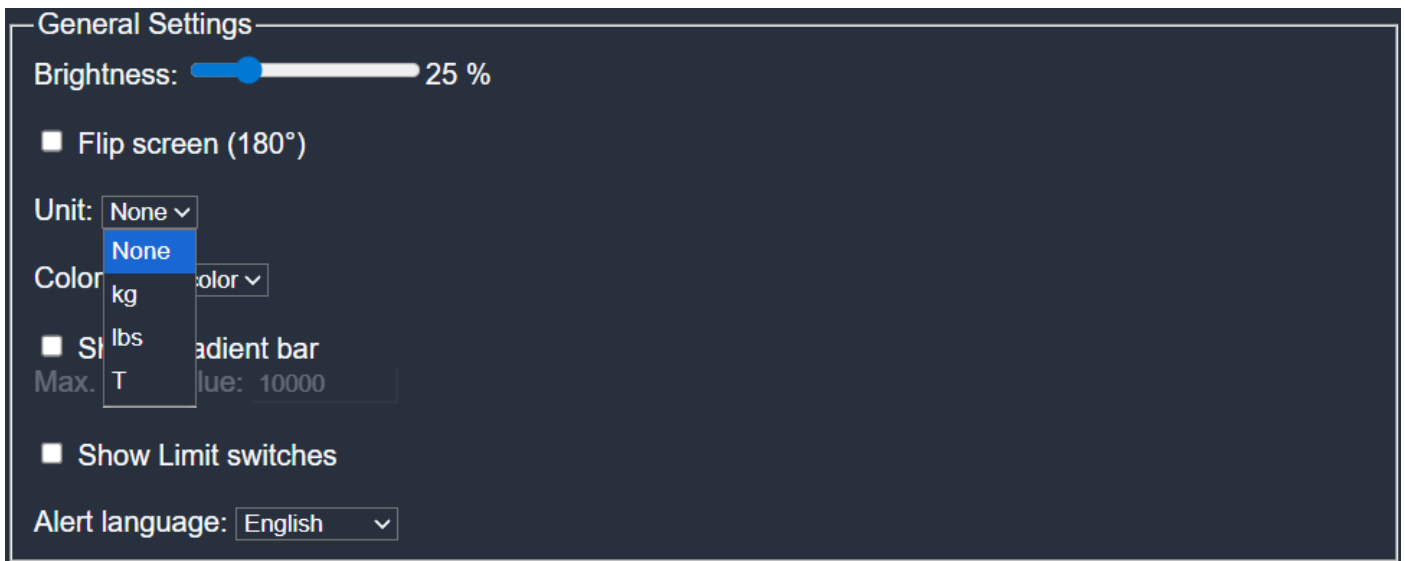 General Settings
Brightness: 25 %
Flip screen (180°)
Unit: None
None
kg
lbs
T
Color color
Sh adient bar
Max. lue: 10000
Show Limit switches
Alert language: English